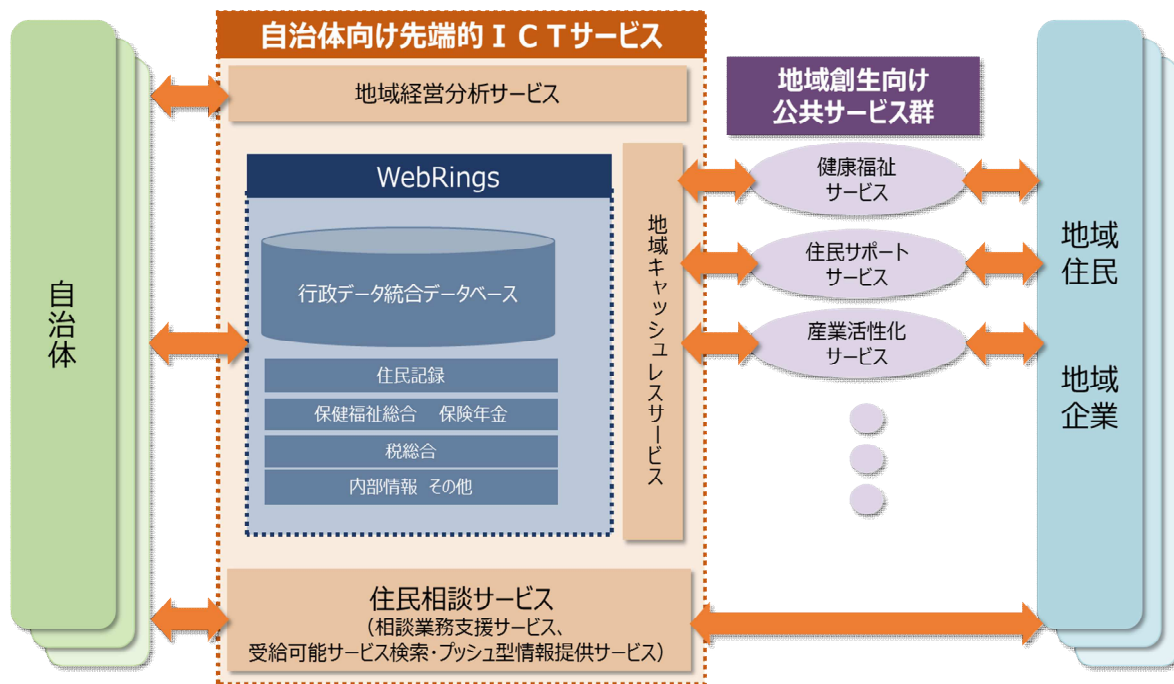 自治体
自治体向け先端的ＩＣＴサービス
地域経営分析サービス
WebRings
行政データ統合データベース
住民記録
保健福祉総合　保険年金
税総合
内部情報 その他
地域キャッシュレスサービス
住民相談サービス
（相談業務支援サービス、
受給可能サービス検索・プッシュ型情報提供サービス）
地域創生向け
公共サービス群
健康福祉
サービス
住民サポート
サービス
産業活性化
サービス
地域
住民
地域
企業